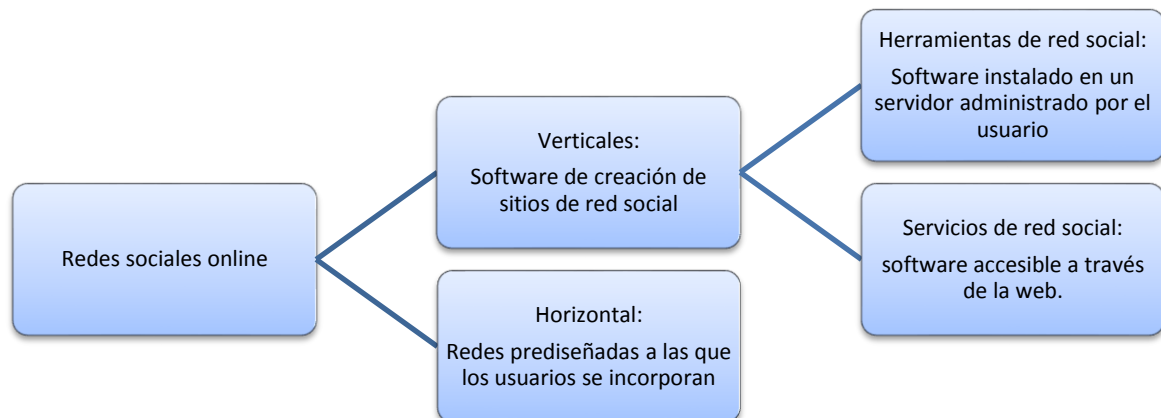 Redes sociales online
Verticales:
Software de creación de
sitios de red social
Horizontal:
Redes prediseñadas a las que
los usuarios se incorporan
Herramientas de red social:
Software instalado en un
servidor administrado por el
usuario
Servicios de red social:
software accesible a través
de la web.